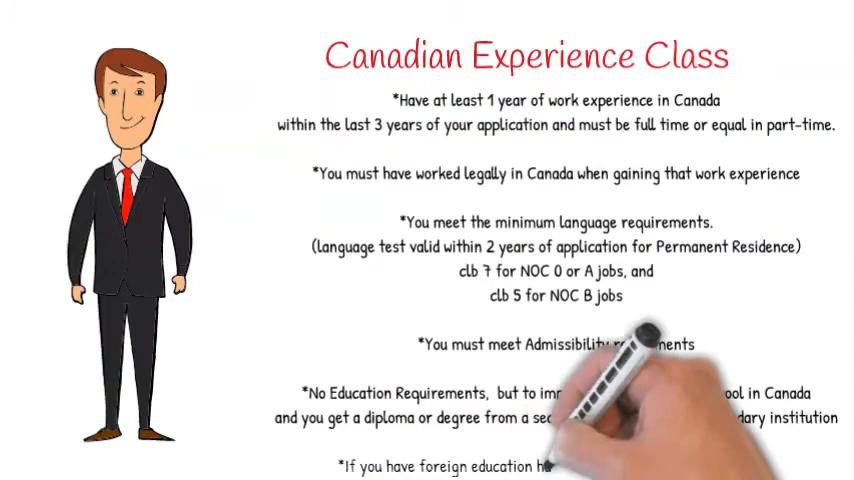 Canadian Experience Class
*Have at least 1 year of work experience in Canada
within the last 3 years of your application and must be full time or equal in part-time.
*You must have worked legally in Canada when gaining that work experience
*You meet the minimum language requirements.
(language test valid within 2 years of application for Permanent Residence)
clb 7 for NOC 0 or A jobs, and
clb 5 for NOC B jobs
*You must meet Admissibility
*No Education Requirements, but to in Canada
and you get a diploma or degree from a institution
*If you have foreign education